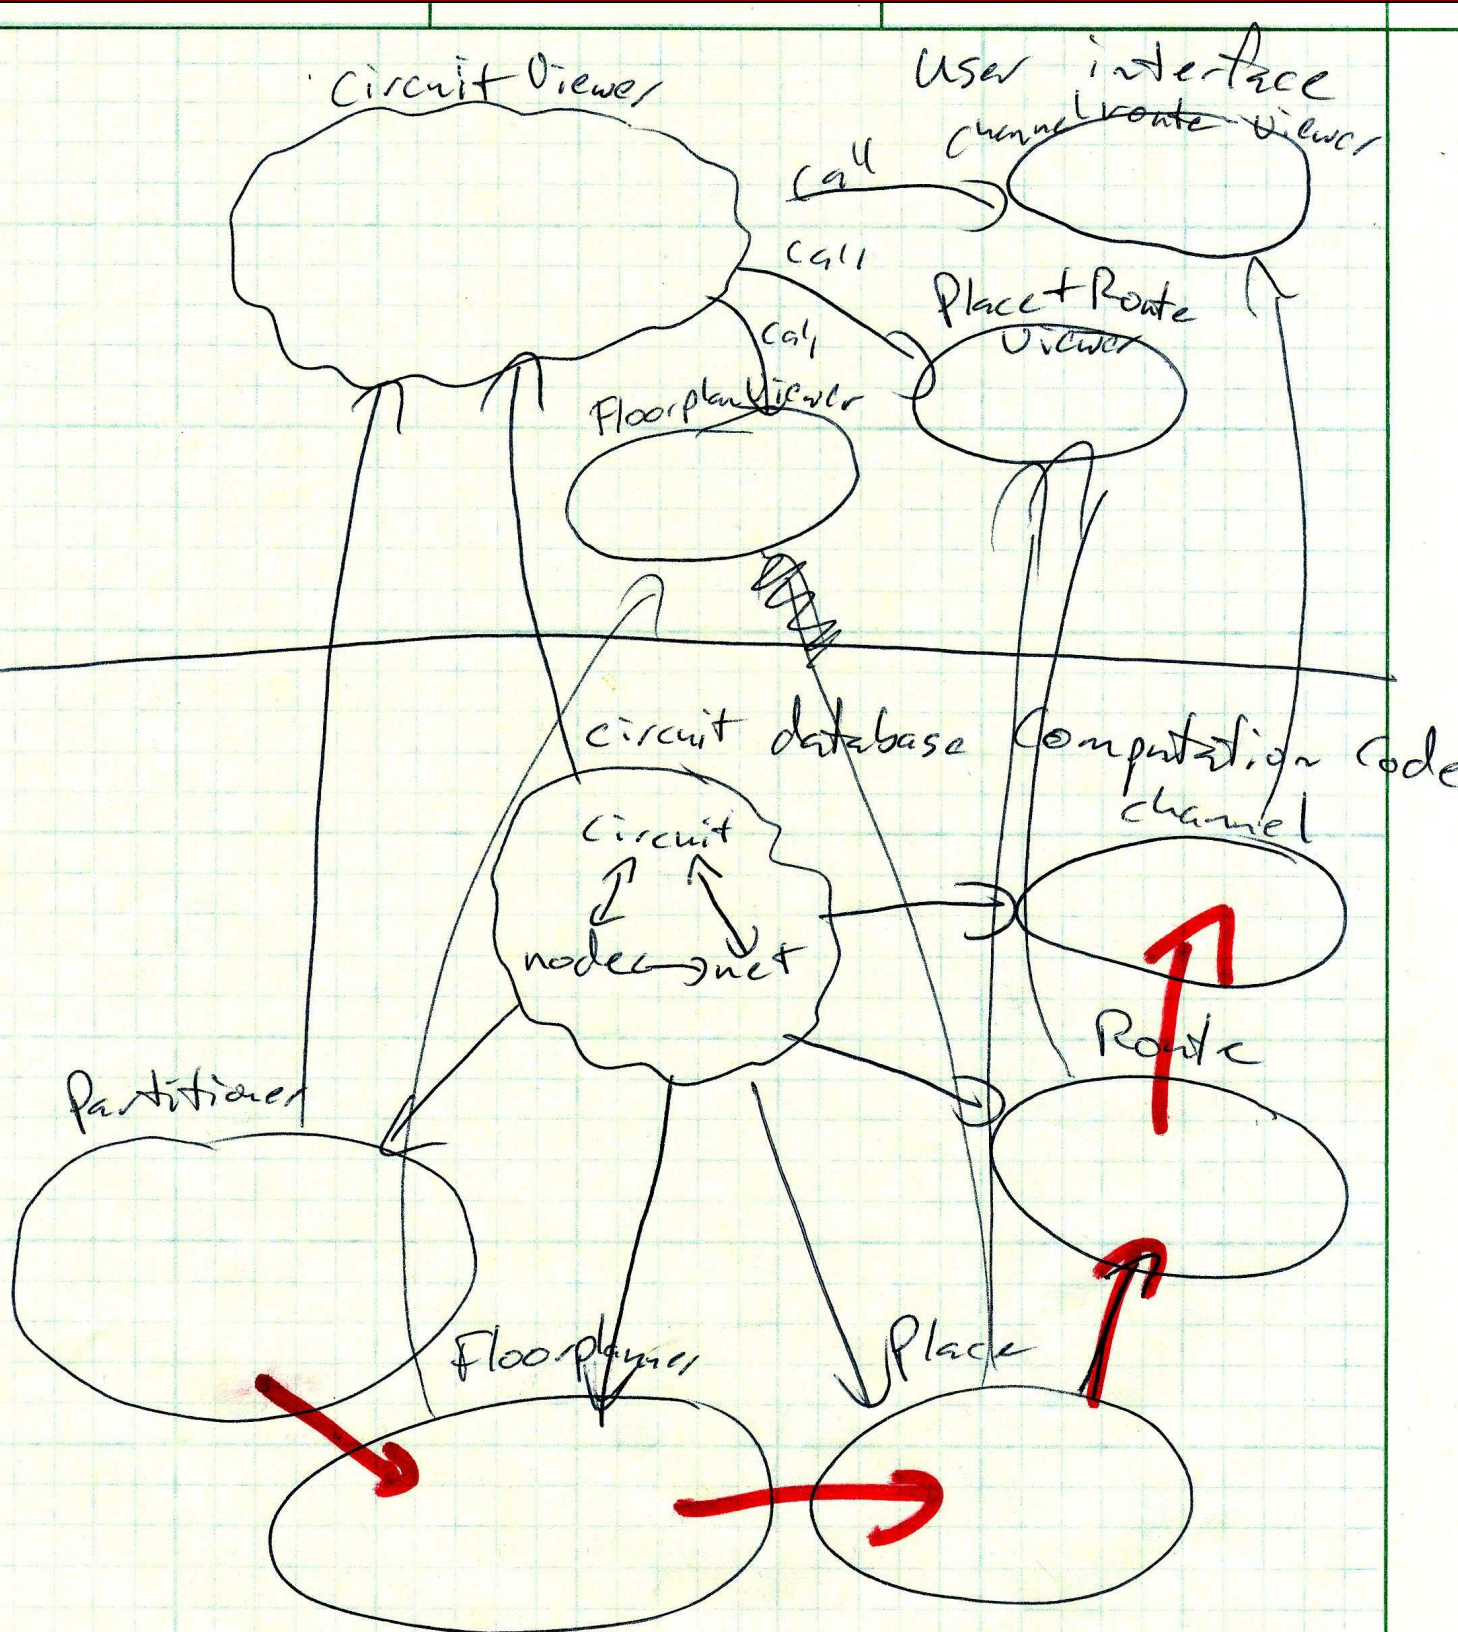 Circuit Viewer
User interface
channel route viewer
call
call
Place + Route
Viewer
call
Floorplan Viewer
circuit database
Computation Code
channel
circuit
node net
Route
Partitioner
Floorplanner
Place